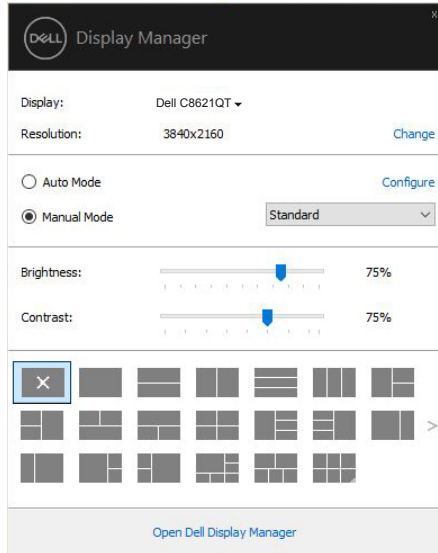 x
DELL Display Manager
Display: Dell C8621QT
Resolution: 3840x2160 Change
Auto Mode Configure
Manual Mode Standard
Brightness: 75%
Contrast: 75%
Open Dell Display Manager